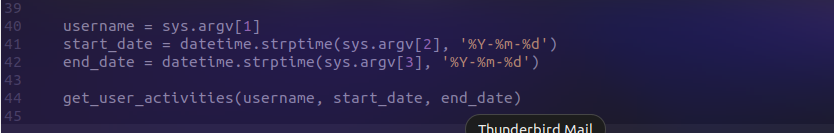 39
40 username = sys.argv[1]
41 start_date = datetime.strptime(sys.argv[2], '%Y-%m-%d')
42 end_date = datetime.strptime(sys.argv[3], '%Y-%m-%d')
43
44 get_user_activities(username, start_date, end_date)
45
Thunderbird Mail